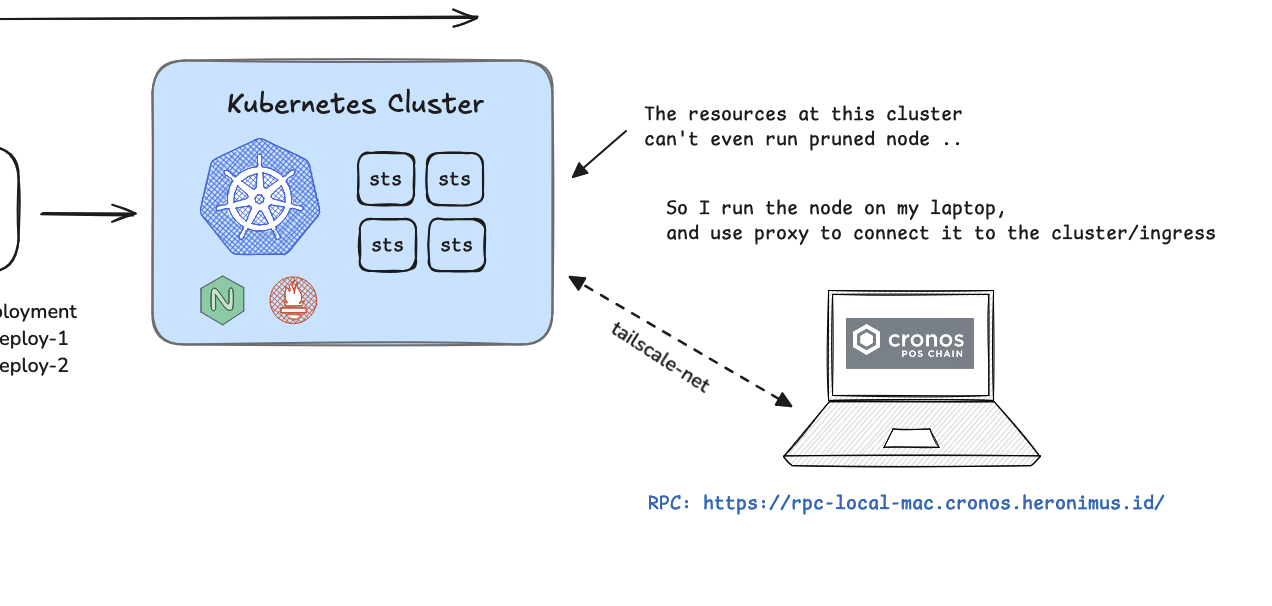 Kubernetes Cluster
sts sts
sts sts
N
The resources at this cluster
can't even run pruned node ..
So I run the node on my laptop,
and use proxy to connect it to the cluster/ingress
ployment
eploy-1
eploy-2
tailscale-net
cronos
POS CHAIN
RPC: https://rpc-local-mac.cronos.heronimus.id/